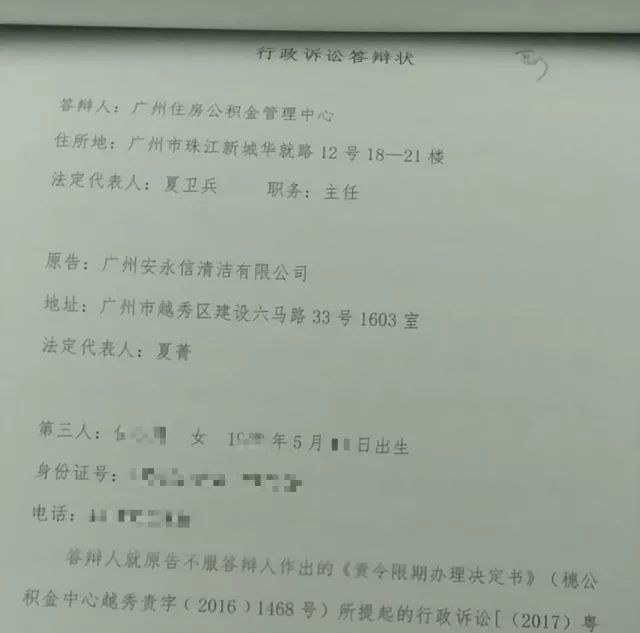 行政诉讼答辩状
答辩人：广州住房公积金管理中心
住所地：广州市珠江新城华就路 12 号 18—21 楼
法定代表人：夏卫兵 职务：主任
原告：广州安永信清洁有限公司
地址：广州市越秀区建设六马路 33 号 1603 室
法定代表人：夏菁
第三人： 女 19 年 5 月 日出生
身份证号：
电话：
答辩人就原告不服答辩人作出的《责令限期办理决定书》（穗公
积金中心越秀责字（2016）1468 号）所提起的行政诉讼[（2017）粤